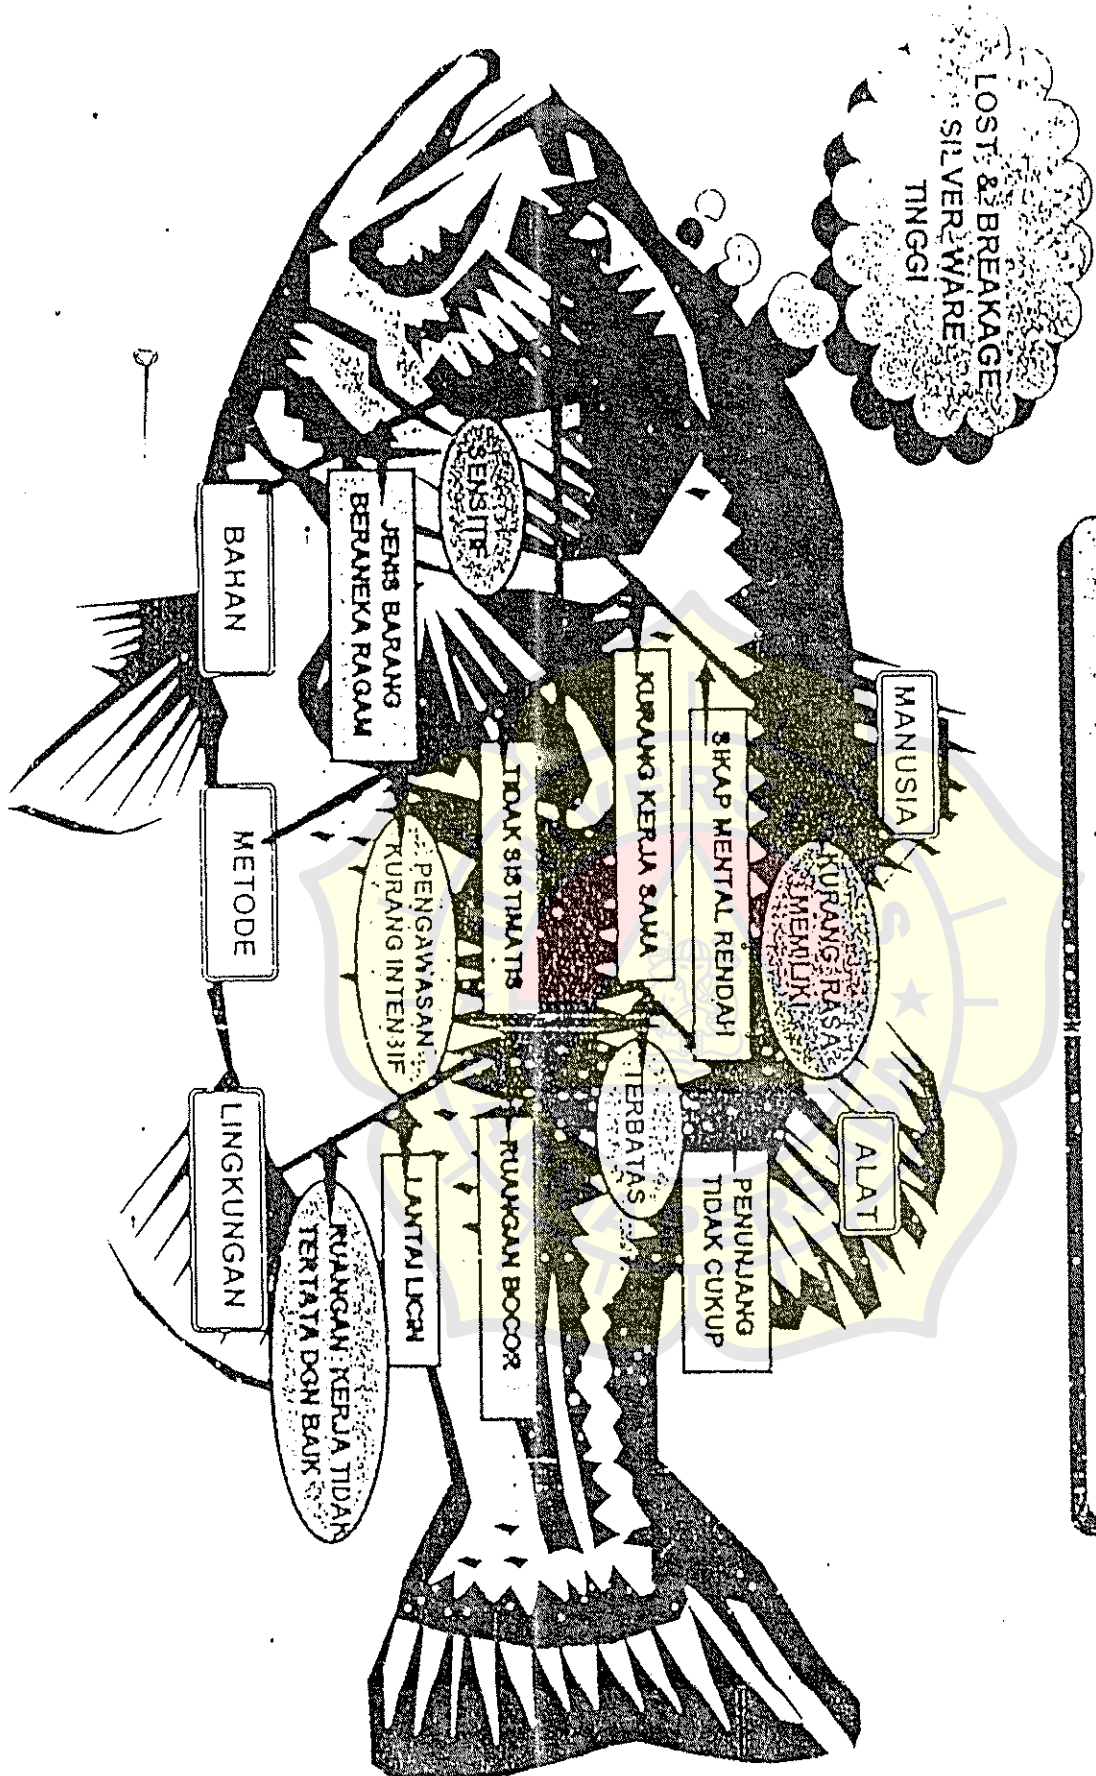 LOST & BREAKAGE
SILVER-WARE
TINGGI
MANUSIA
ALAT
KURANG RASA
MEMILIKI
SIKAP MENTAL RENDAH
PENUNJANG
TIDAK CUKUP
KURANG KERJA SAMA
TERBATAS
SENSITIF
TIDAK SISTIMATIS
RUANGAN BOCOR
JENIS BARANG
BERANEKA RAGAM
PENGAWASAN
KURANG INTENSIF
LANTAI LICIN
RUANGAN KERJA TIDAK
TERTATA DGN BAIK
BAHAN
METODE
LINGKUNGAN